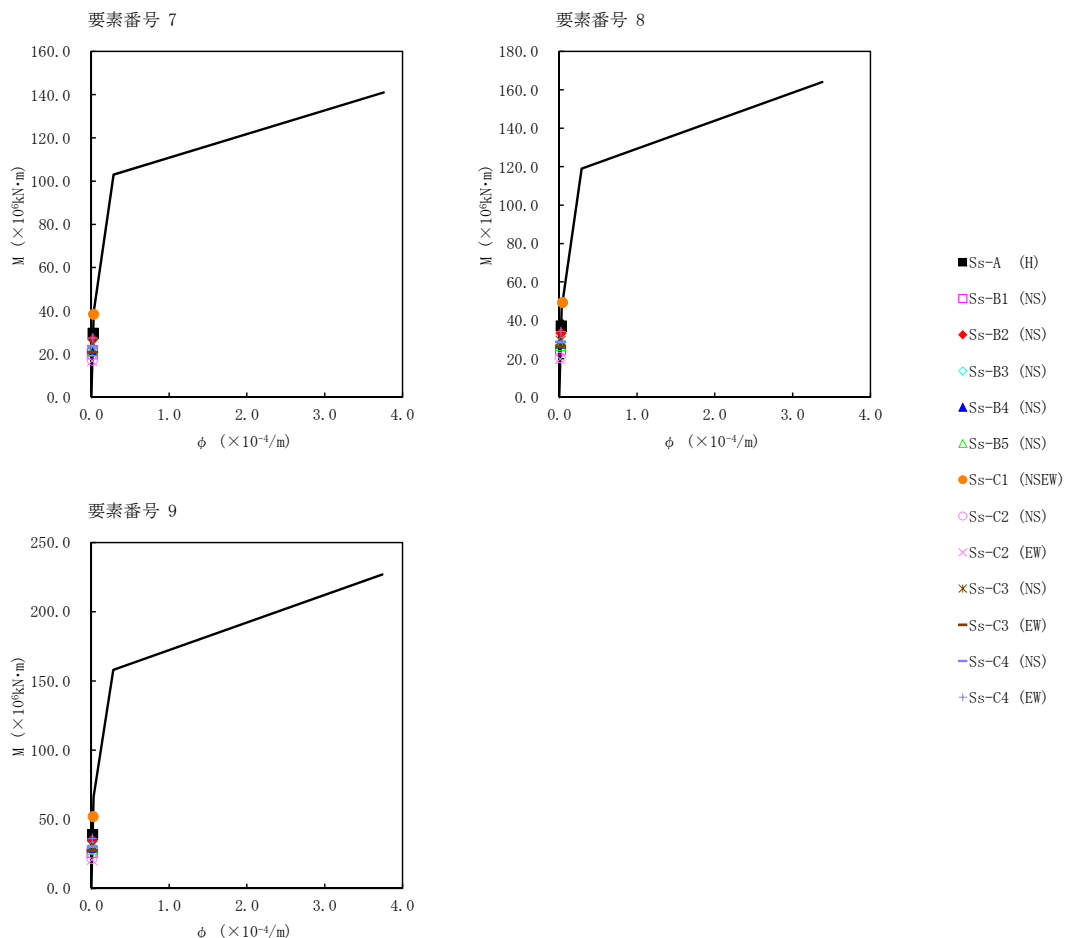 要素番号 7
160.0
140.0
120.0
100.0
80.0
60.0
40.0
20.0
0.0
M (×10⁶kN・m)
0.0 1.0 2.0 3.0 4.0
φ (×10⁻⁴/m)
要素番号 8
180.0
160.0
140.0
120.0
100.0
80.0
60.0
40.0
20.0
0.0
M (×10⁶kN・m)
0.0 1.0 2.0 3.0 4.0
φ (×10⁻⁴/m)
要素番号 9
250.0
200.0
150.0
100.0
50.0
0.0
M (×10⁶kN・m)
0.0 1.0 2.0 3.0 4.0
φ (×10⁻⁴/m)
Ss-A (H)
Ss-B1 (NS)
Ss-B2 (NS)
Ss-B3 (NS)
Ss-B4 (NS)
Ss-B5 (NS)
Ss-C1 (NSEW)
Ss-C2 (NS)
Ss-C2 (EW)
Ss-C3 (NS)
Ss-C3 (EW)
Ss-C4 (NS)
Ss-C4 (EW)